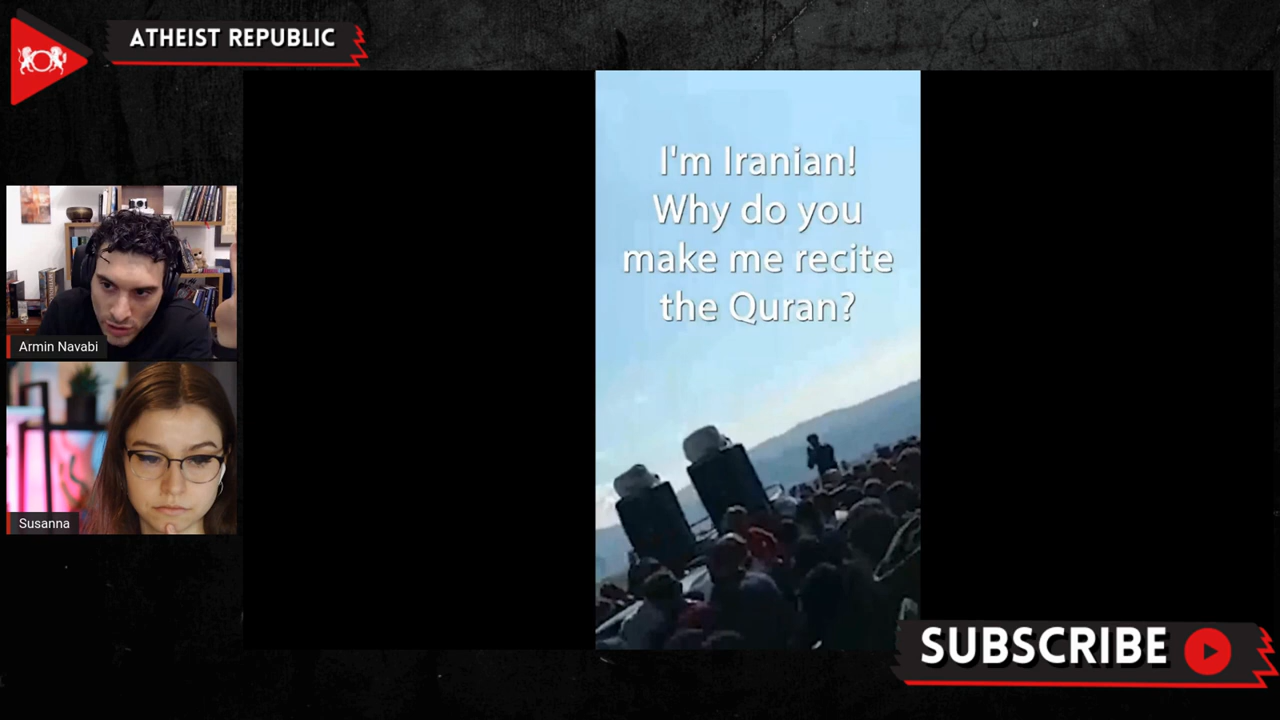 ATHEIST REPUBLIC
I'm Iranian!
Why do you
make me recite
the Quran?
Armin Navabi
Susanna
SUBSCRIBE